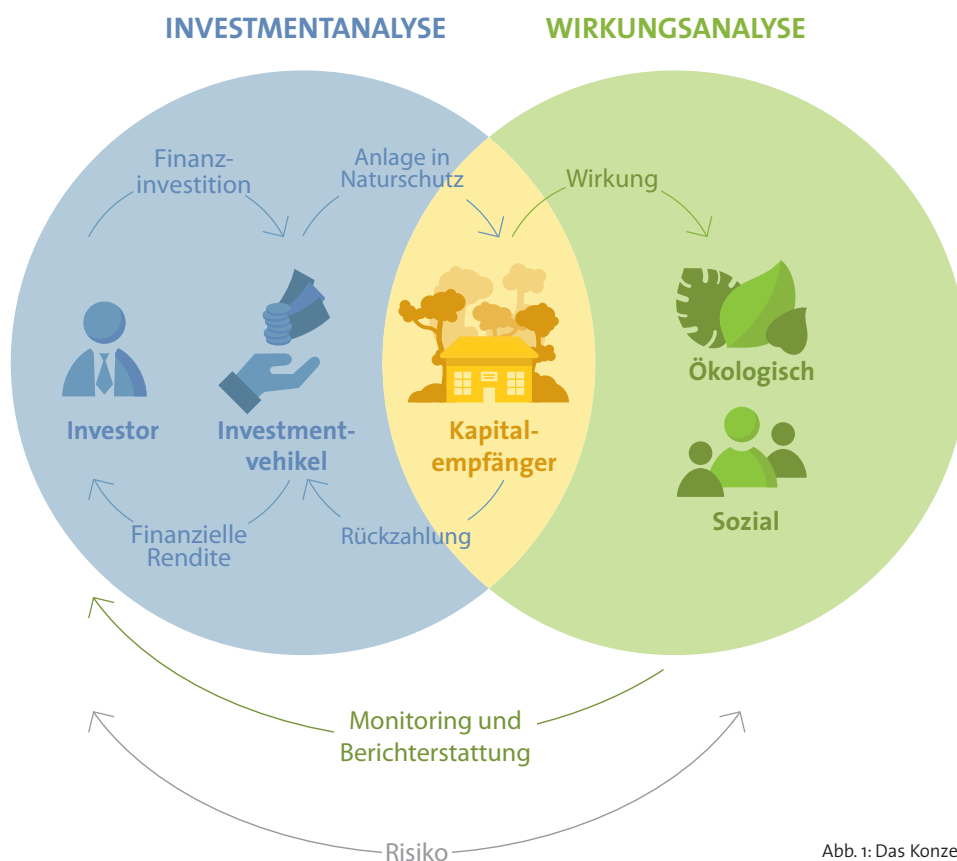 INVESTMENTANALYSE
WIRKUNGSANALYSE
Finanz-
investition
Anlage in
Naturschutz
Wirkung
Investor
Investment-
vehikel
Kapital-
empfänger
Ökologisch
Sozial
Finanzielle
Rendite
Rückzahlung
Monitoring und
Berichterstattung
Risiko
Abb. 1: Das Konze